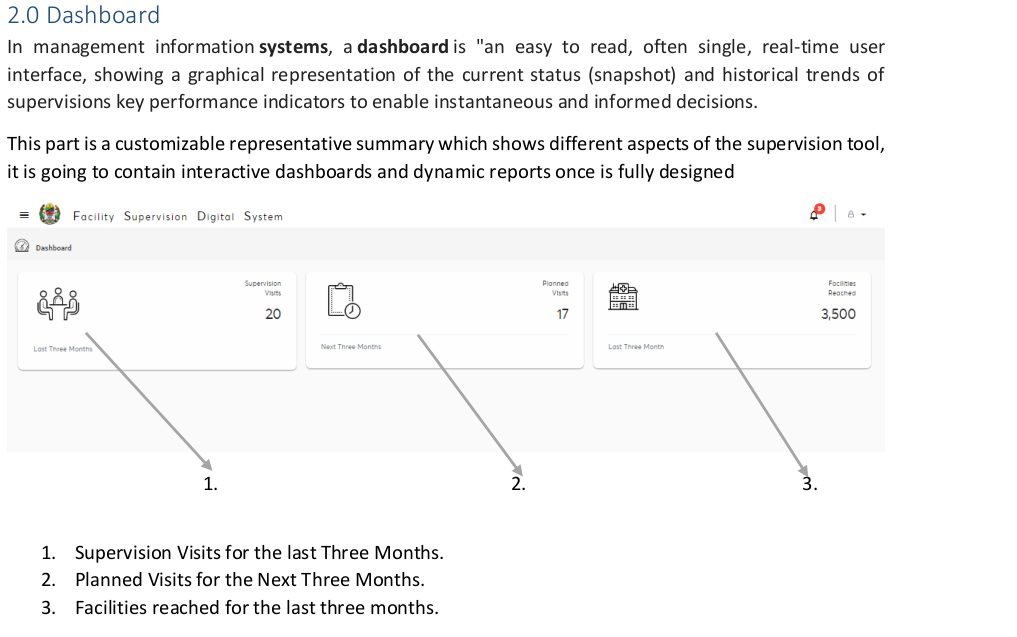 2.0 Dashboard
In management information systems, a dashboard is "an easy to read, often single, real-time user
interface, showing a graphical representation of the current status (snapshot) and historical trends of
supervisions key performance indicators to enable instantaneous and informed decisions.
This part is a customizable representative summary which shows different aspects of the supervision tool,
it is going to contain interactive dashboards and dynamic reports once is fully designed
Facility Supervision Digital System
3
Dashboard
Supervision
Visits
20
Last Three Months
Planned
Visits
17
Next Three Months
Facilities
Reached
3,500
Last Three Month
1.
2.
3.
1. Supervision Visits for the last Three Months.
2. Planned Visits for the Next Three Months.
3. Facilities reached for the last three months.